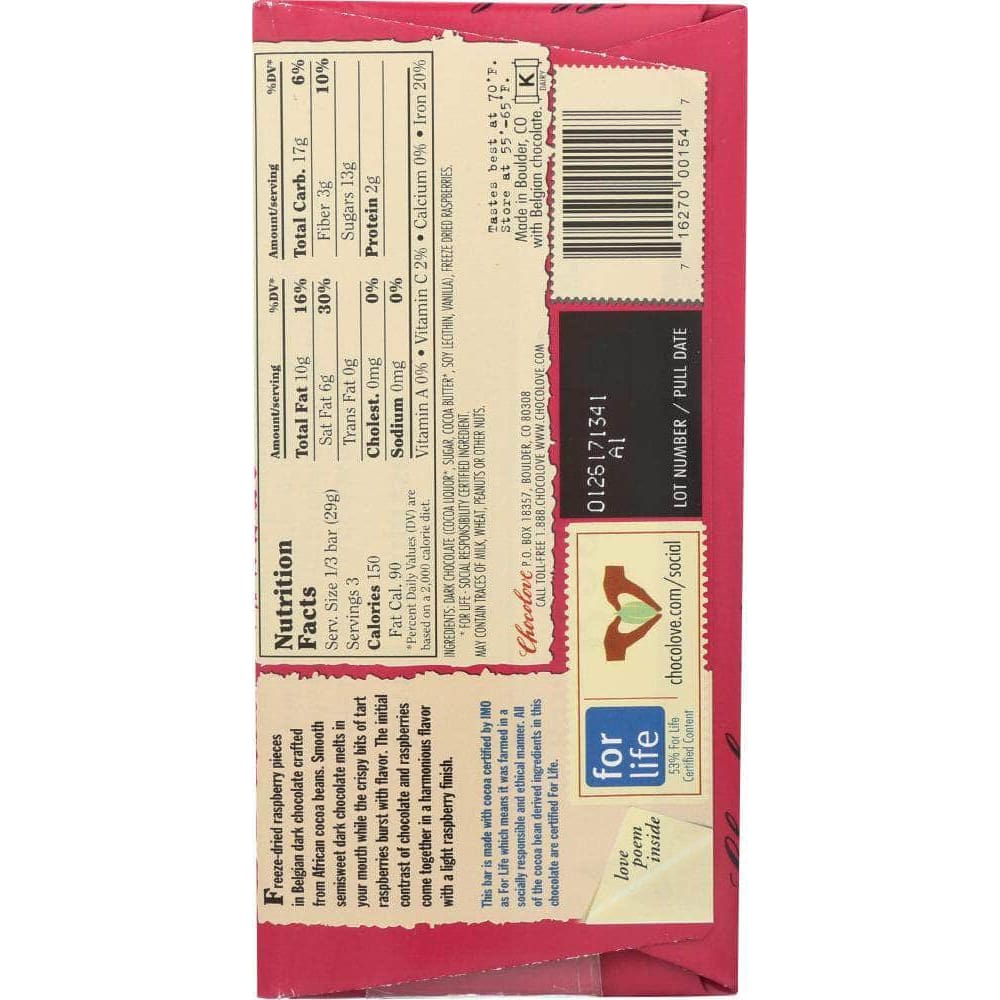 Freeze-dried raspberry pieces
in Belgian dark chocolate crafted
from African cocoa beans. Smooth
semisweet dark chocolate melts in
your mouth while the crispy bits of tart
raspberries burst with flavor. The initial
contrast of chocolate and raspberries
come together in a harmonious flavor
with a light raspberry finish.
This bar is made with cocoa certified by IMO
as For Life which means it was farmed in a
socially responsible and ethical manner. All
of the cocoa bean derived ingredients in this
chocolate are certified For Life.
love
poem
inside
Nutrition
Facts
Serv. Size 1/3 bar (29g)
Servings 3
Calories 150
Fat Cal. 90
*Percent Daily Values (DV) are
based on a 2,000 calorie diet.
Amount/serving %DV* Amount/serving %DV*
Total Fat 10g 16% Total Carb. 17g 6%
Sat Fat 6g 30% Fiber 3g 10%
Trans Fat 0g Sugars 13g
Cholest. 0mg 0% Protein 2g
Sodium 0mg 0%
Vitamin A 0% • Vitamin C 2% • Calcium 0% • Iron 20%
INGREDIENTS: DARK CHOCOLATE (COCOA LIQUOR*, SUGAR, COCOA BUTTER*, SOY LECITHIN, VANILLA), FREEZE DRIED RASPBERRIES.
* FOR LIFE - SOCIAL RESPONSIBILITY CERTIFIED INGREDIENT.
MAY CONTAIN TRACES OF MILK, WHEAT, PEANUTS OR OTHER NUTS.
Tastes best at 70°F.
Store at 55°-65°F.
Made in Boulder, CO
with Belgian chocolate.
K
DAIRY
Chocolove P.O. BOX 18357, BOULDER, CO 80308
CALL TOLL-FREE 1.888.CHOCOLOVE WWW.CHOCOLOVE.COM
for
life
53% For Life
Certified Content
chocolove.com/social
0126171341
A1
LOT NUMBER / PULL DATE
7 16270 00154 7